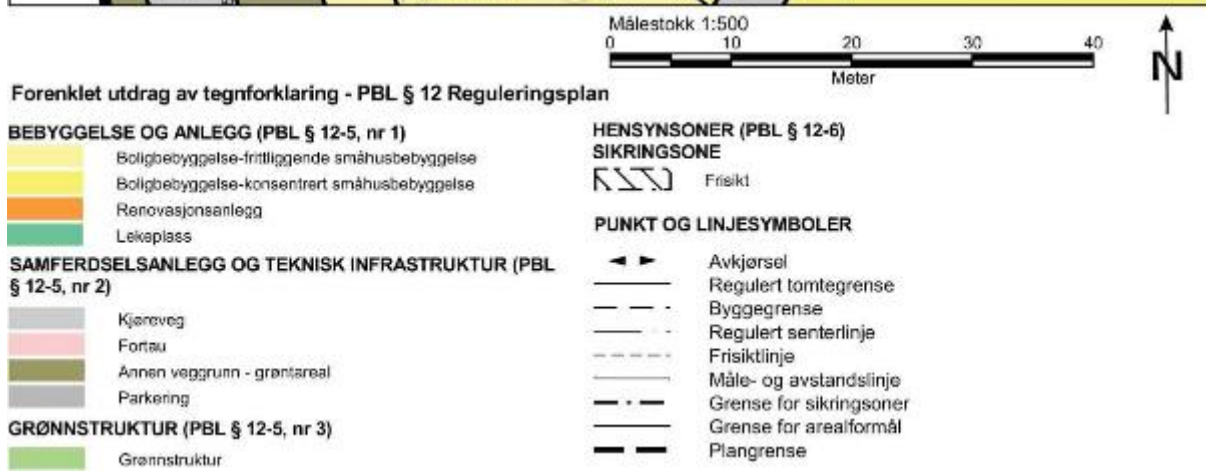 Målestokk 1:500
0 10 20 30 40
Meter
N
Forenklet utdrag av tegnforklaring - PBL § 12 Reguleringsplan
BEBYGGELSE OG ANLEGG (PBL § 12-5, nr 1)
Boligbebyggelse-frittliggende småhusbebyggelse
Boligbebyggelse-konsentrert småhusbebyggelse
Renovasjonsanlegg
Lekeplass
SAMFERDSELSANLEGG OG TEKNISK INFRASTRUKTUR (PBL
§ 12-5, nr 2)
Kjøreveg
Fortau
Annen veggrunn - grøntareal
Parkering
GRØNNSTRUKTUR (PBL § 12-5, nr 3)
Grønnstruktur
HENSYNSONER (PBL § 12-6)
SIKRINGSONE
Frisikt
PUNKT OG LINJESYMBOLER
Avkjørsel
Regulert tomtegrense
Byggegrense
Regulert senterlinje
Frisiktlinje
Måle- og avstandslinje
Grense for sikringsoner
Grense for arealformål
Plangrense